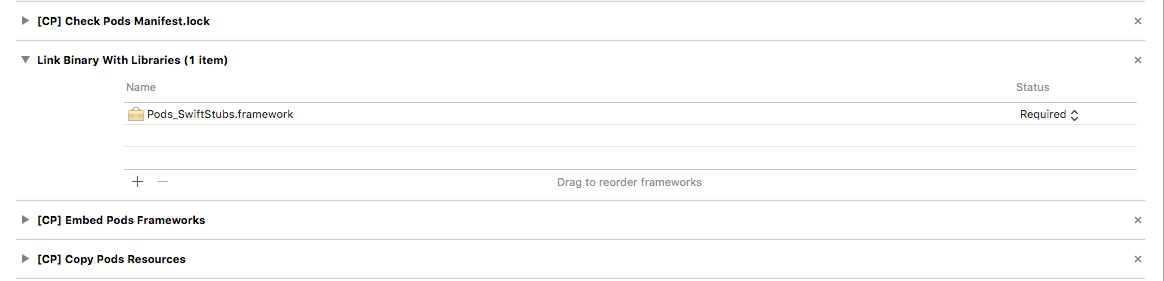 [CP] Check Pods Manifest.lock
Link Binary With Libraries (1 item)
Name Status
Pods_SwiftStubs.framework Required
Drag to reorder frameworks
[CP] Embed Pods Frameworks
[CP] Copy Pods Resources